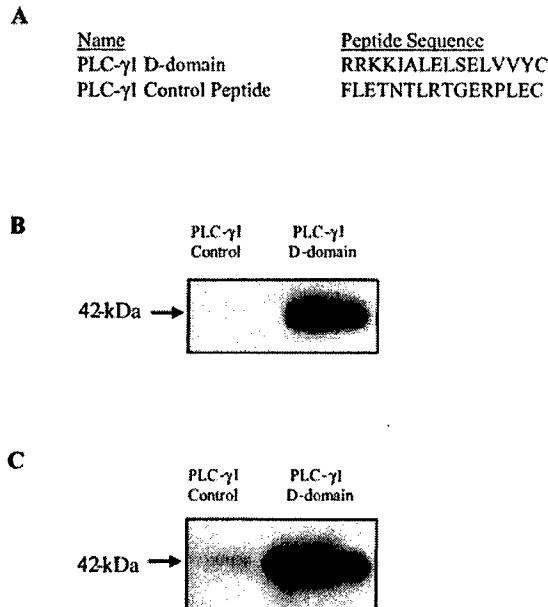 A
Name Peptide Sequence
PLC-γ1 D-domain RRKKIALELSELVVYC
PLC-γ1 Control Peptide FLETNTLRTGERPLEC
B
PLC-γ1 PLC-γ1
Control D-domain
42-kDa
C
PLC-γ1 PLC-γ1
Control D-domain
42-kDa